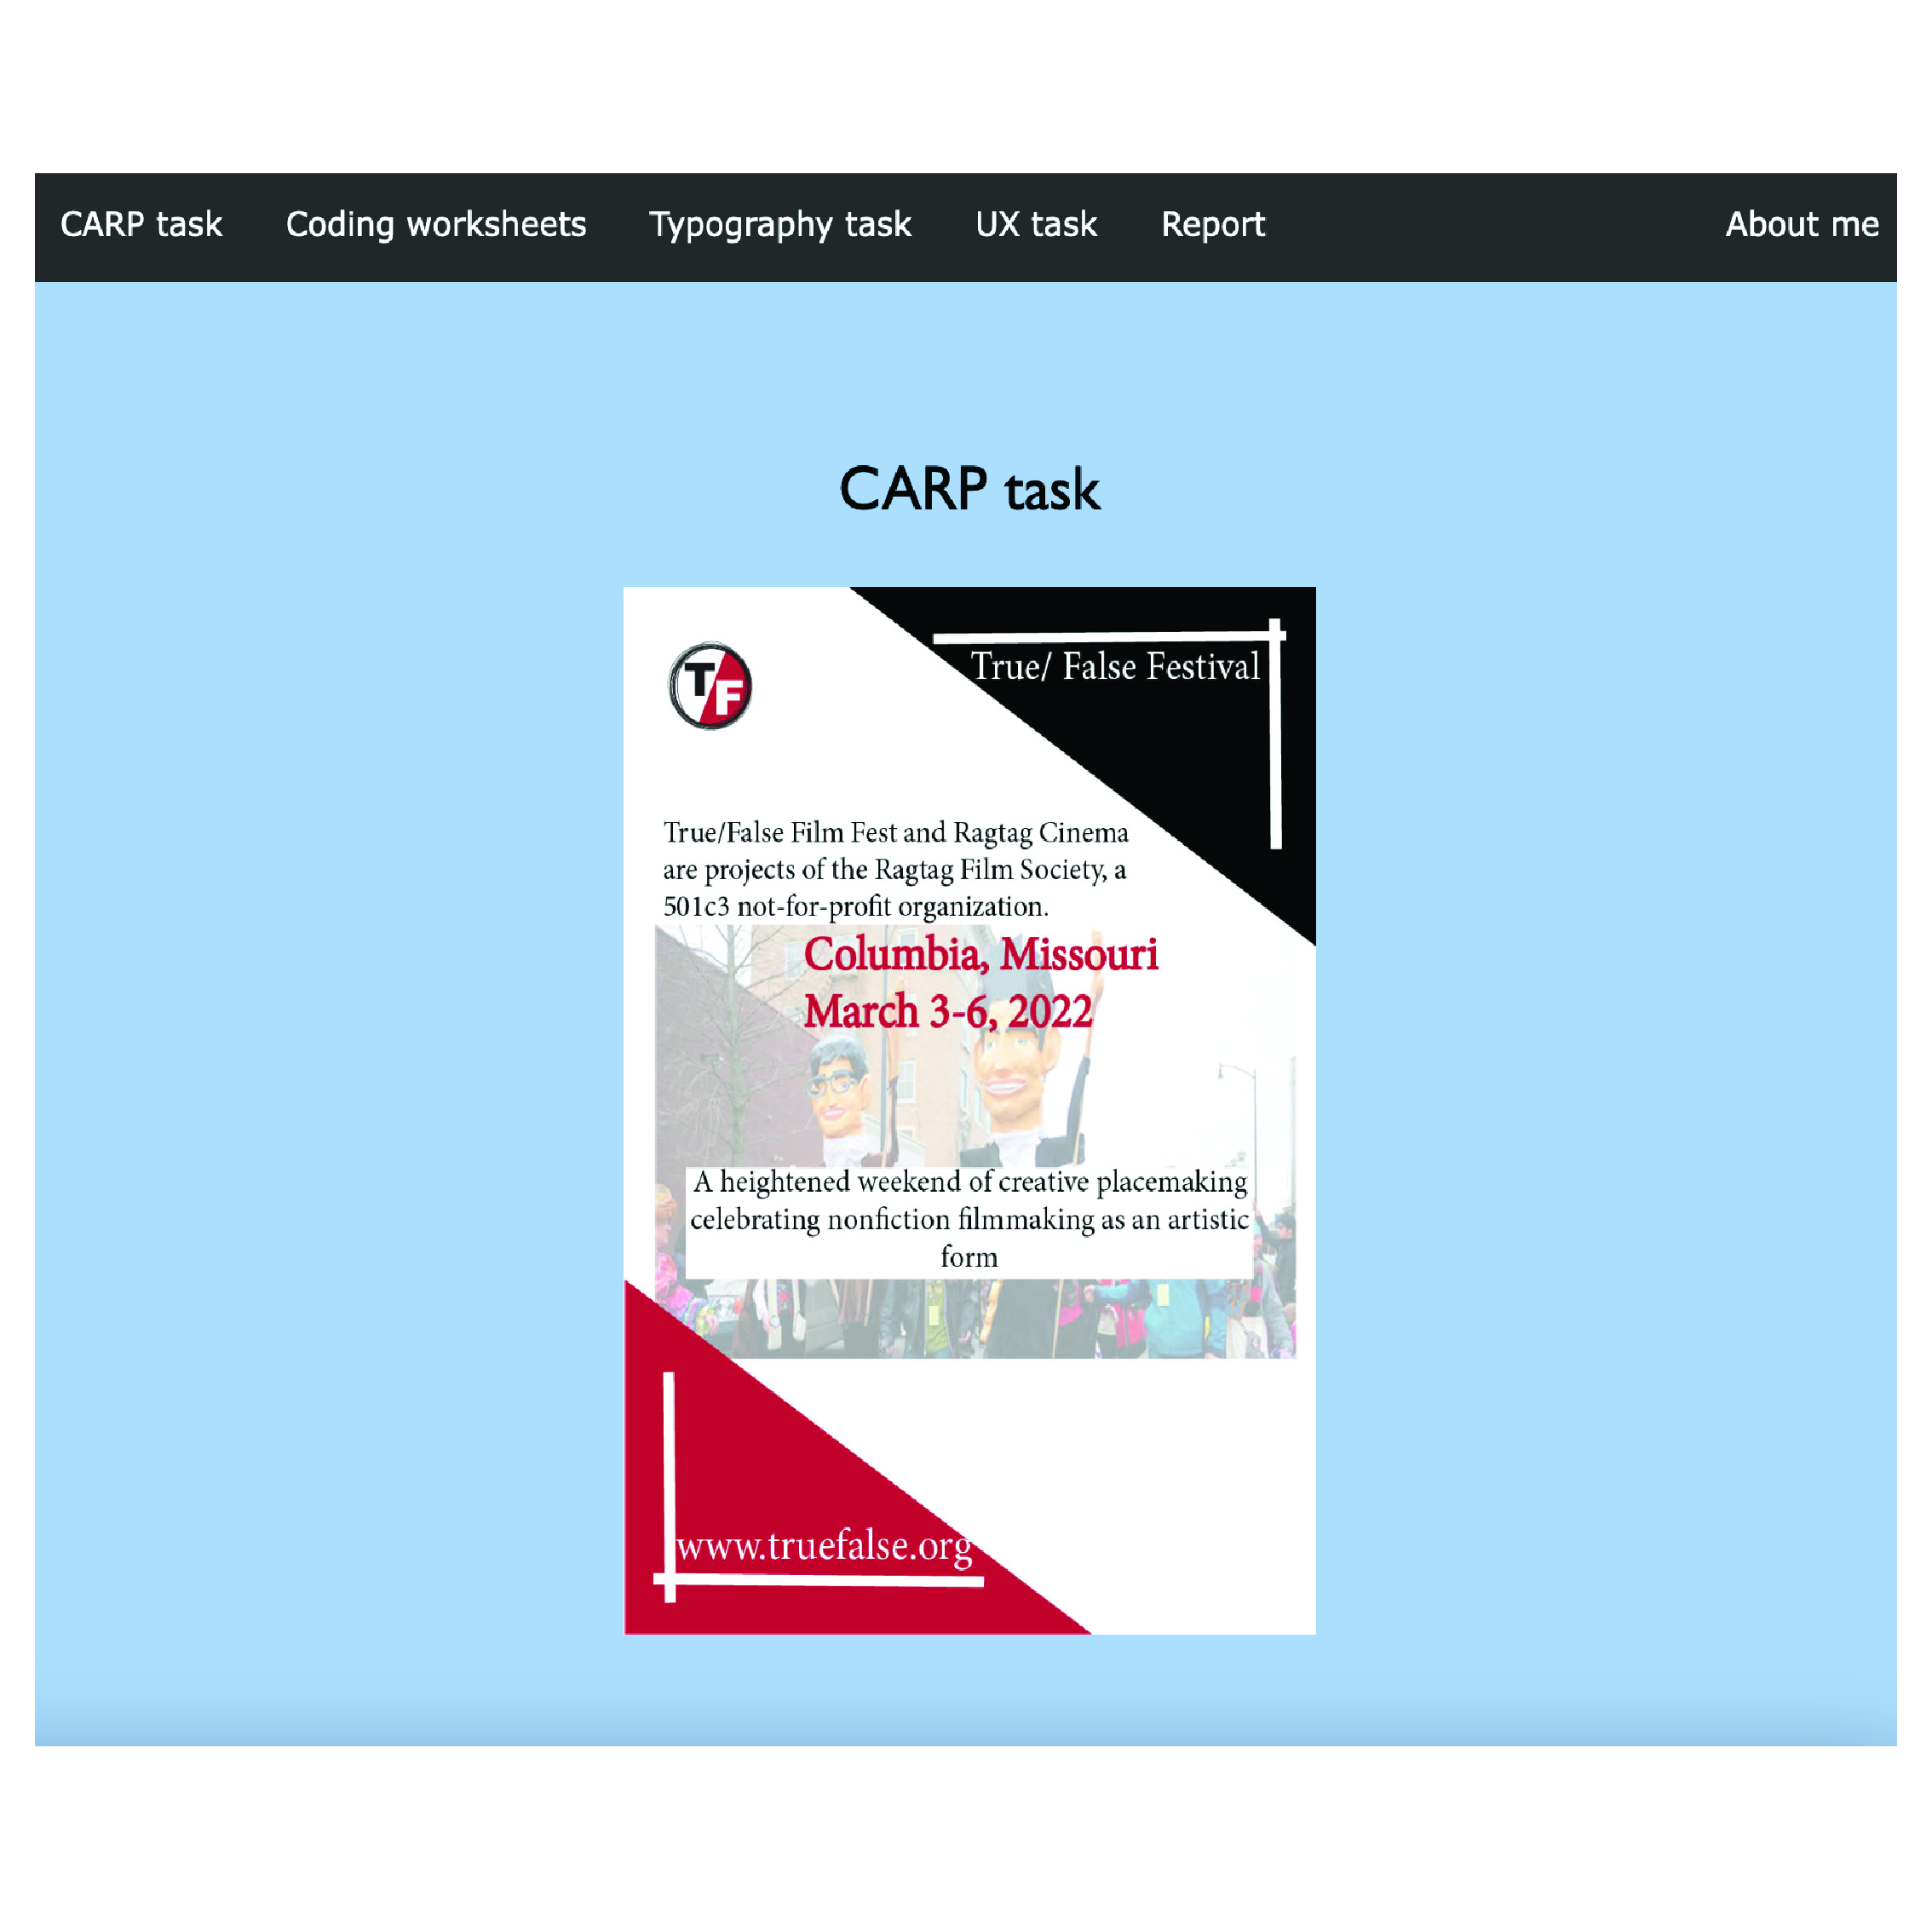 CARP task Coding worksheets Typography task UX task Report About me
CARP task
TF
True/ False Festival
True/False Film Fest and Ragtag Cinema
are projects of the Ragtag Film Society, a
501c3 not-for-profit organization.
Columbia, Missouri
March 3-6, 2022
A heightened weekend of creative placemaking
celebrating nonfiction filmmaking as an artistic
form
www.truefalse.org